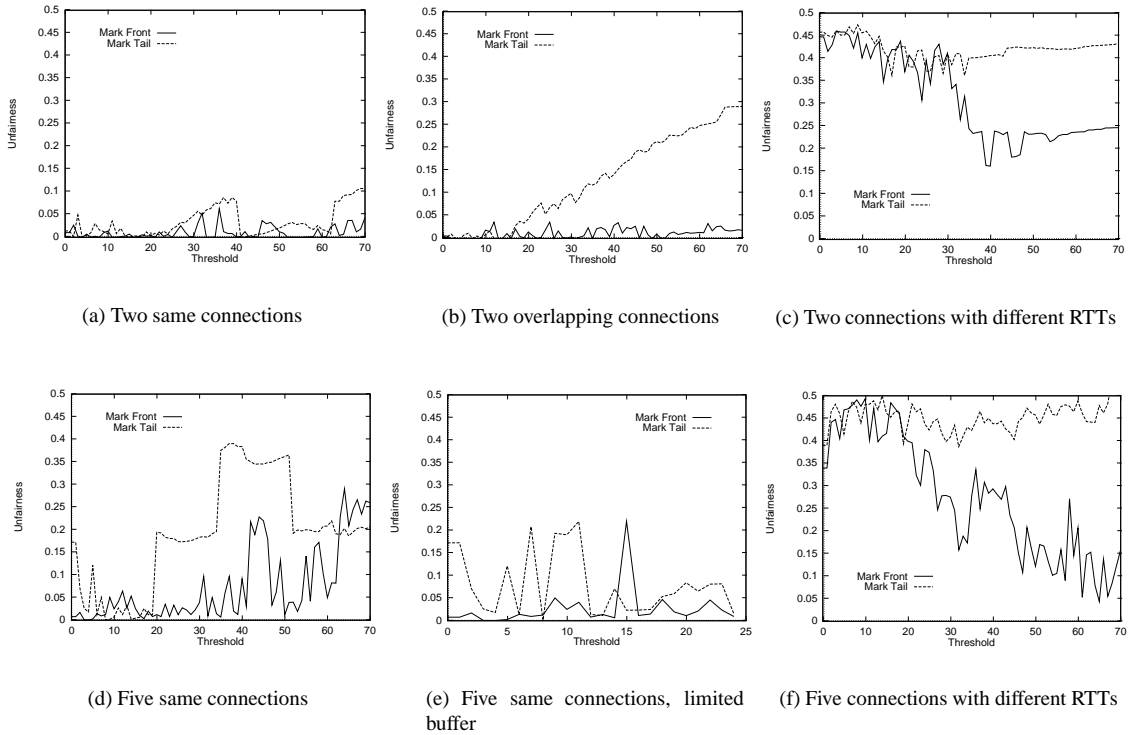 0.5
0.45
0.4
0.35
0.3
0.25
0.2
0.15
0.1
0.05
0
Unfairness
Mark Front
Mark Tail
0 10 20 30 40 50 60 70
Threshold
(a) Two same connections
0.5
0.45
0.4
0.35
0.3
0.25
0.2
0.15
0.1
0.05
0
Unfairness
Mark Front
Mark Tail
0 10 20 30 40 50 60 70
Threshold
(b) Two overlapping connections
0.5
0.45
0.4
0.35
0.3
0.25
0.2
0.15
0.1
0.05
0
Unfairness
Mark Front
Mark Tail
0 10 20 30 40 50 60 70
Threshold
(c) Two connections with different RTTs
0.5
0.45
0.4
0.35
0.3
0.25
0.2
0.15
0.1
0.05
0
Unfairness
Mark Front
Mark Tail
0 10 20 30 40 50 60 70
Threshold
(d) Five same connections
0.5
0.45
0.4
0.35
0.3
0.25
0.2
0.15
0.1
0.05
0
Unfairness
Mark Front
Mark Tail
0 5 10 15 20 25
Threshold
(e) Five same connections, limited
buffer
0.5
0.45
0.4
0.35
0.3
0.25
0.2
0.15
0.1
0.05
0
Unfairness
Mark Front
Mark Tail
0 10 20 30 40 50 60 70
Threshold
(f) Five connections with different RTTs